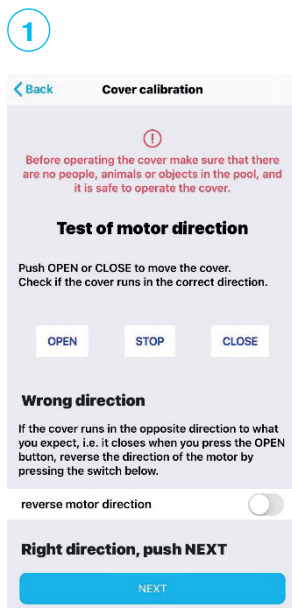 1
Back
Cover calibration
Before operating the cover make sure that there
are no people, animals or objects in the pool, and
it is safe to operate the cover.
Test of motor direction
Push OPEN or CLOSE to move the cover.
Check if the cover runs in the correct direction.
OPEN STOP CLOSE
Wrong direction
If the cover runs in the opposite direction to what
you expect, i.e. it closes when you press the OPEN
button, reverse the direction of the motor by
pressing the switch below.
reverse motor direction
Right direction, push NEXT
NEXT